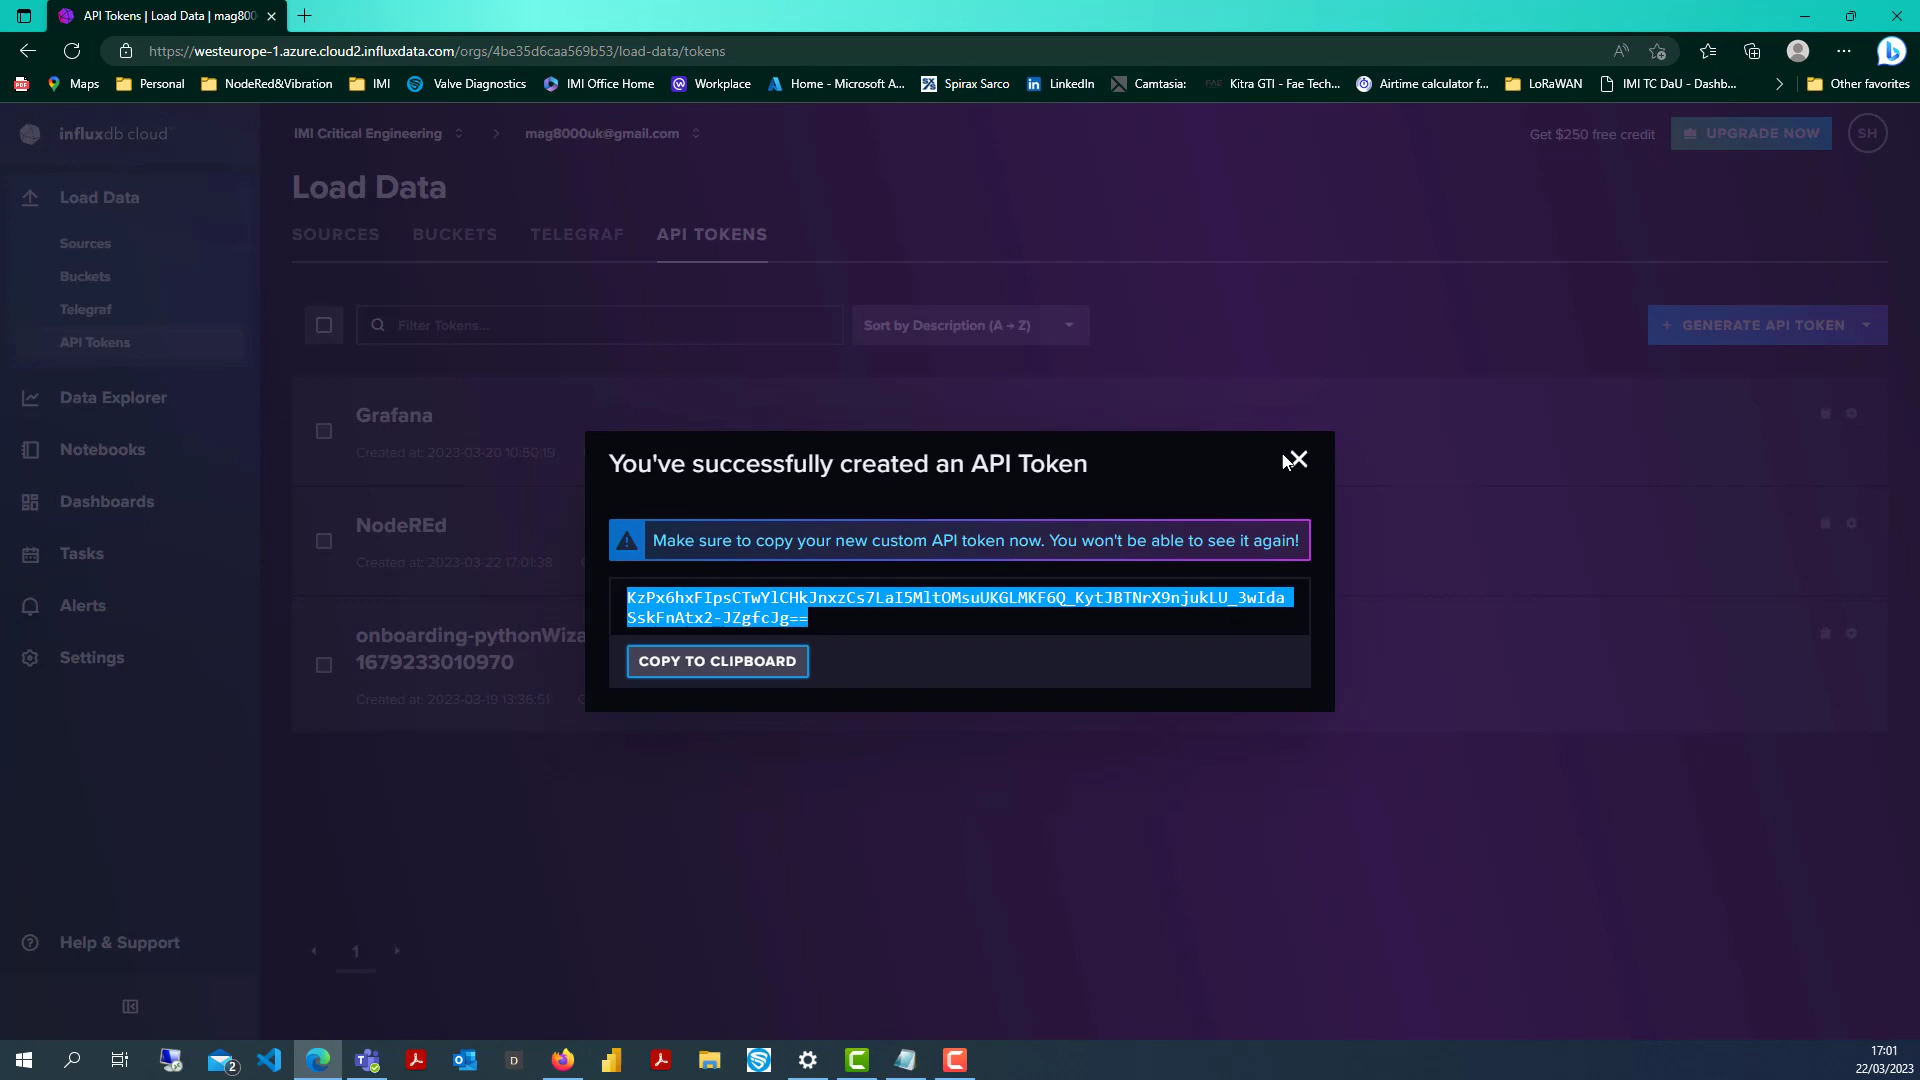 API Tokens | Load Data | mag800
https://westeurope-1.azure.cloud2.influxdata.com/orgs/4be35d6caa569b53/load-data/tokens
Maps Personal NodeRed&Vibration IMI Valve Diagnostics IMI Office Home Workplace Home - Microsoft A... Spirax Sarco LinkedIn Camtasia: Kitra GTI - Fae Tech... Airtime calculator f... LoRaWAN IMI TC DaU - Dashb... Other favorites
influxdb cloud
IMI Critical Engineering mag8000uk@gmail.com Get $250 free credit UPGRADE NOW SH
Load Data
Load Data
SOURCES BUCKETS TELEGRAF API TOKENS
Sources
Buckets
Telegraf
API Tokens
Filter Tokens...
Sort by Description (A → Z)
+ GENERATE API TOKEN
Data Explorer
Notebooks
Dashboards
Tasks
Alerts
Settings
Grafana
Created at: 2023-03-20 10:50:19
NodeREd
Created at: 2023-03-22 17:01:38
onboarding-pythonWiza
1679233010970
Created at: 2023-03-19 13:36:51
You've successfully created an API Token
Make sure to copy your new custom API token now. You won't be able to see it again!
KzPx6hxFIpsCTwYlCHkJnxzCs7LaI5MltOMsuUKGLMKF6Q_KytJBTNrX9njukLU_3wIda
SskFnAtx2-JZgfcJg==
COPY TO CLIPBOARD
Help & Support
1
2
17:01
22/03/2023